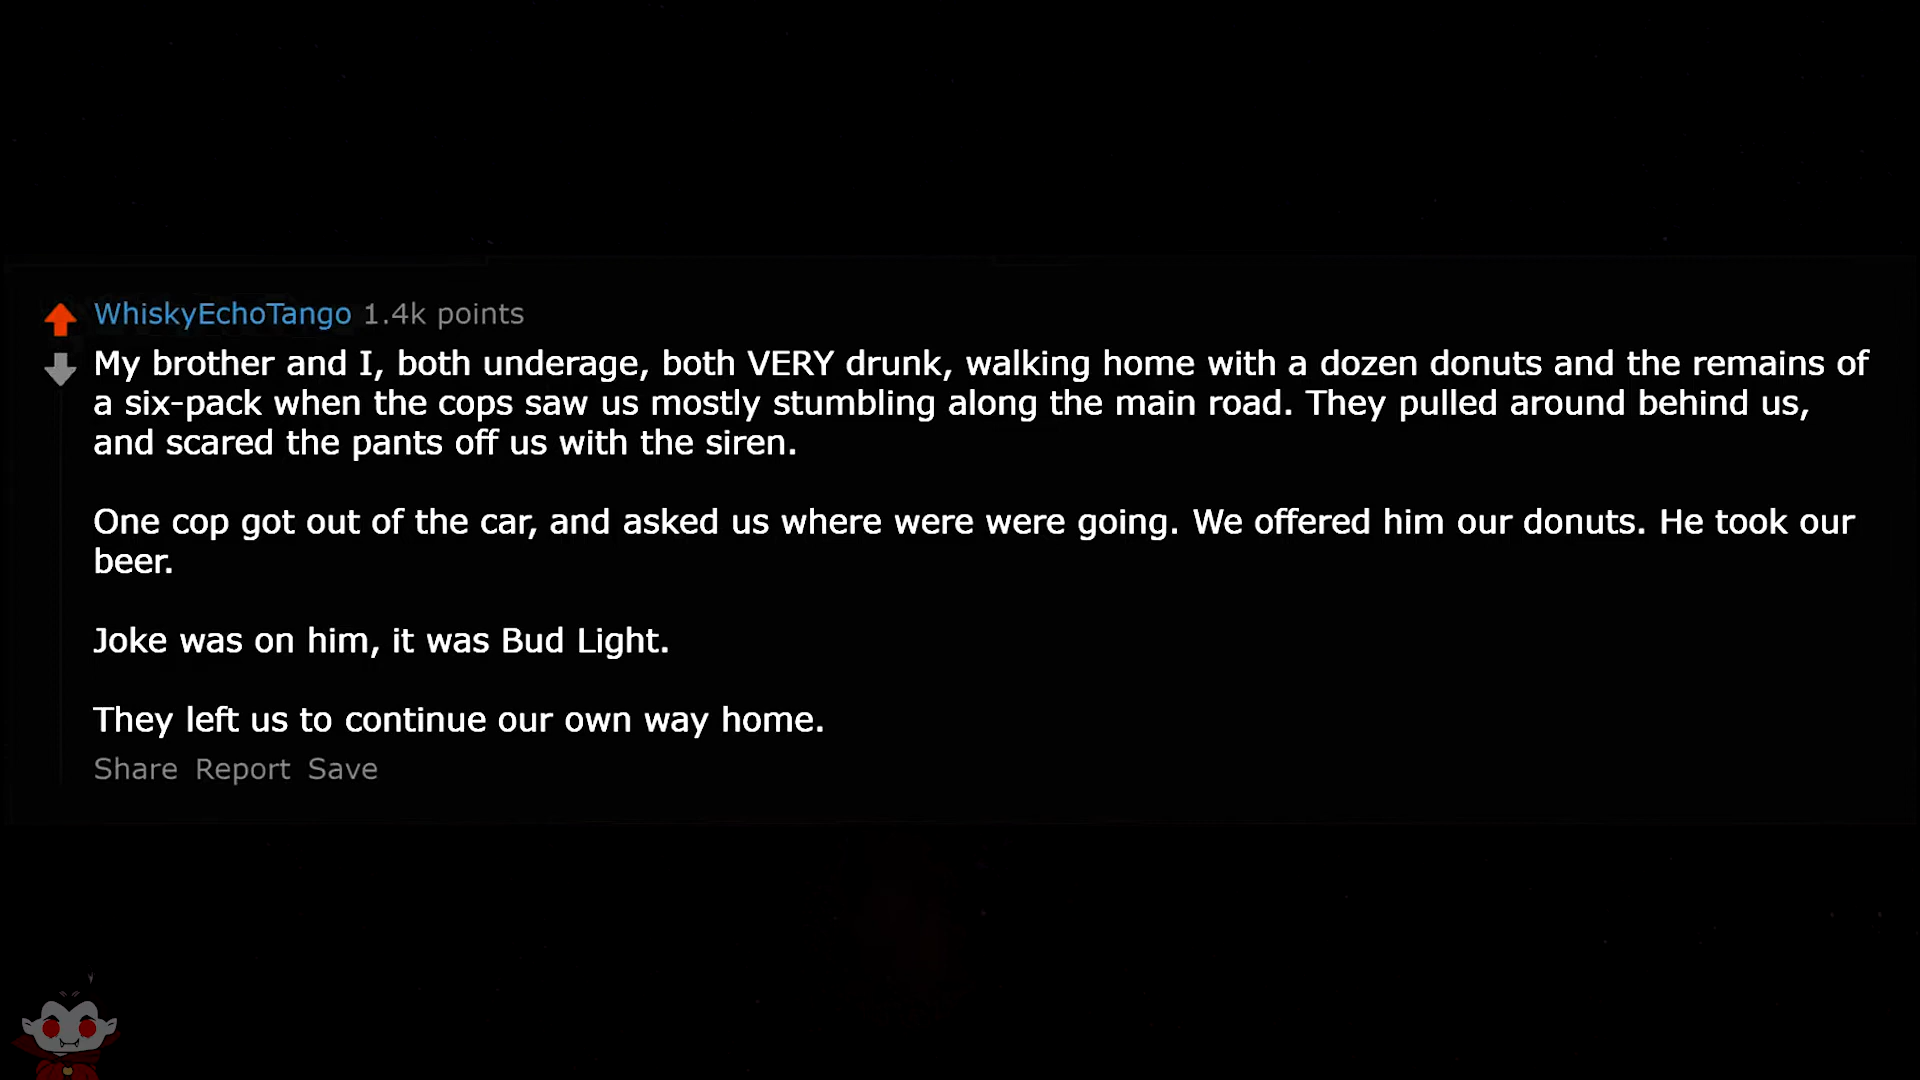 WhiskyEchoTango 1.4k points
My brother and I, both underage, both VERY drunk, walking home with a dozen donuts and the remains of
a six-pack when the cops saw us mostly stumbling along the main road. They pulled around behind us,
and scared the pants off us with the siren.
One cop got out of the car, and asked us where were were going. We offered him our donuts. He took our
beer.
Joke was on him, it was Bud Light.
They left us to continue our own way home.
Share Report Save